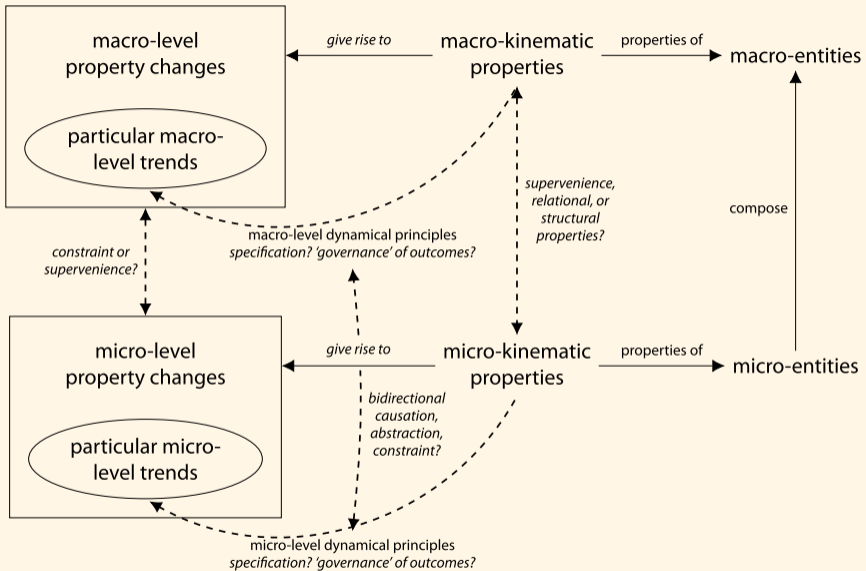 macro-level
property changes
give rise to
macro-kinematic
properties
properties of
macro-entities
particular macro-
level trends
supervenience,
relational, or
structural
properties?
compose
macro-level dynamical principles
specification? ‘governance’ of outcomes?
constraint or
supervenience?
micro-level
property changes
give rise to
micro-kinematic
properties
properties of
micro-entities
bidirectional
causation,
abstraction,
constraint?
particular micro-
level trends
micro-level dynamical principles
specification? ‘governance’ of outcomes?